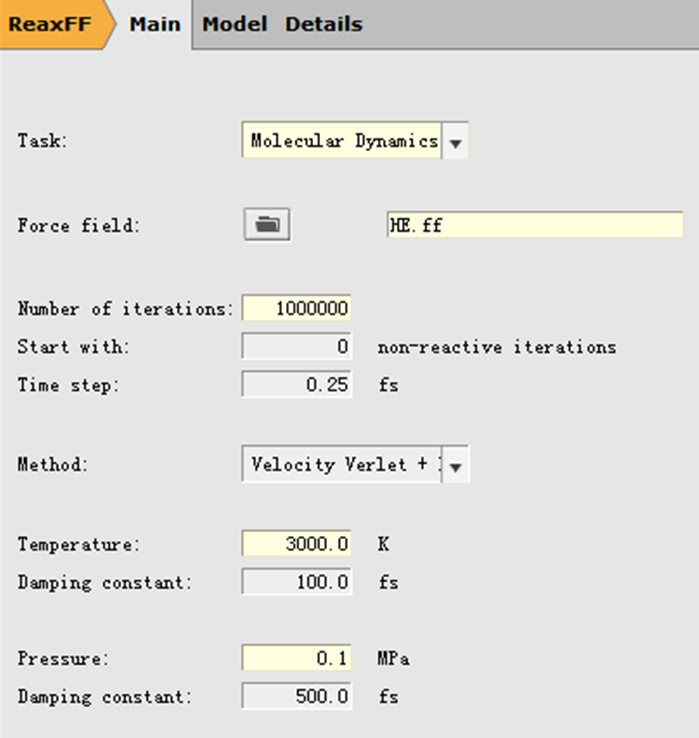 ReaxFF Main Model Details
Task: Molecular Dynamics
Force field: HE.ff
Number of iterations: 1000000
Start with: 0 non-reactive iterations
Time step: 0.25 fs
Method: Velocity Verlet +
Temperature: 3000.0 K
Damping constant: 100.0 fs
Pressure: 0.1 MPa
Damping constant: 500.0 fs